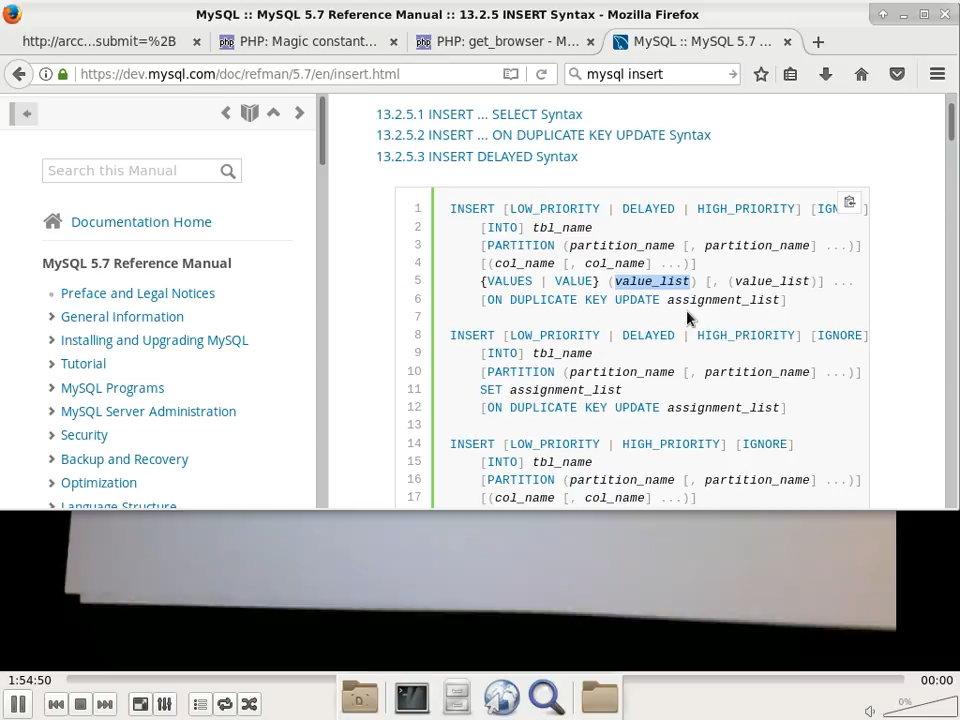 MySQL :: MySQL 5.7 Reference Manual :: 13.2.5 INSERT Syntax - Mozilla Firefox
http://arcc...submit=%2B
PHP: Magic constant...
PHP: get_browser - M...
MySQL :: MySQL 5.7 ...
https://dev.mysql.com/doc/refman/5.7/en/insert.html
mysql insert
Search this Manual
Documentation Home
MySQL 5.7 Reference Manual
Preface and Legal Notices
General Information
Installing and Upgrading MySQL
Tutorial
MySQL Programs
MySQL Server Administration
Security
Backup and Recovery
Optimization
Language Structure
13.2.5.1 INSERT ... SELECT Syntax
13.2.5.2 INSERT ... ON DUPLICATE KEY UPDATE Syntax
13.2.5.3 INSERT DELAYED Syntax
1 INSERT [LOW_PRIORITY | DELAYED | HIGH_PRIORITY] [IGN ]
2 [INTO] tbl_name
3 [PARTITION (partition_name [, partition_name] ...)]
4 [(col_name [, col_name] ...)]
5 {VALUES | VALUE} (value_list) [, (value_list)] ...
6 [ON DUPLICATE KEY UPDATE assignment_list]
7
8 INSERT [LOW_PRIORITY | DELAYED | HIGH_PRIORITY] [IGNORE]
9 [INTO] tbl_name
10 [PARTITION (partition_name [, partition_name] ...)]
11 SET assignment_list
12 [ON DUPLICATE KEY UPDATE assignment_list]
13
14 INSERT [LOW_PRIORITY | HIGH_PRIORITY] [IGNORE]
15 [INTO] tbl_name
16 [PARTITION (partition_name [, partition_name] ...)]
17 [(col_name [, col_name] ...)]
1:54:50
00:00
0%